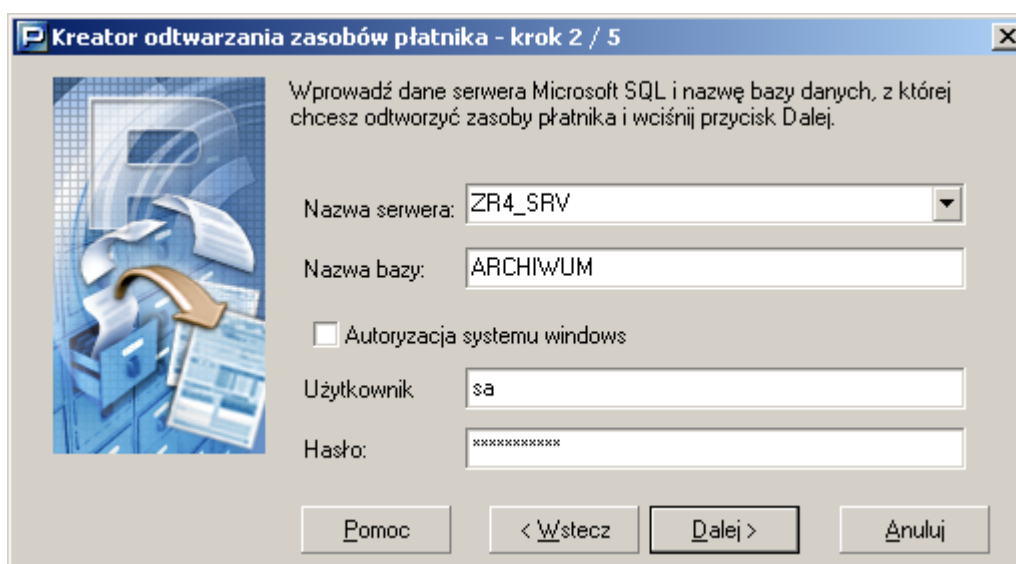 Kreator odtwarzania zasobów płatnika - krok 2 / 5
Wprowadź dane serwera Microsoft SQL i nazwę bazy danych, z której
chcesz odtworzyć zasoby płatnika i wciśnij przycisk Dalej.
Nazwa serwera: ZR4_SRV
Nazwa bazy: ARCHIWUM
Autoryzacja systemu windows
Użytkownik sa
Hasło: ***********
Pomoc < Wstecz Dalej > Anuluj